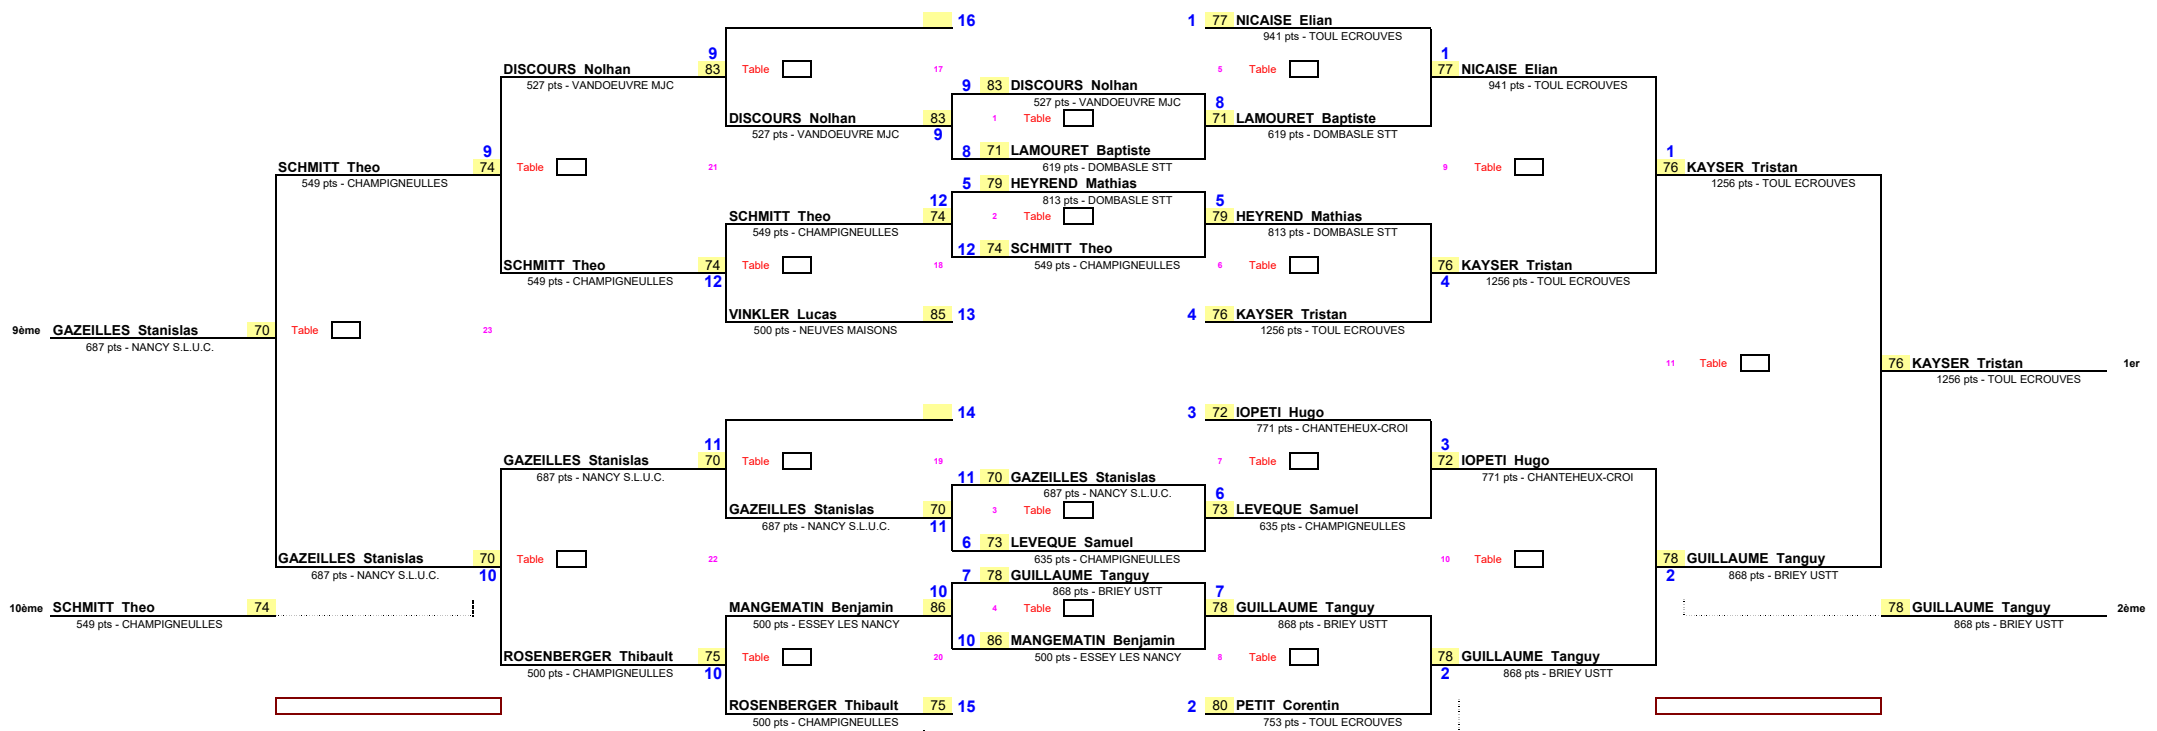 16
1 77 NICAISE Elian
941 pts - TOUL ECROUVES
9
1
DISCOURS Nolhan 83 Table 17
5 Table
77 NICAISE Elian
527 pts - VANDOEUVRE MJC
9 83 DISCOURS Nolhan
941 pts - TOUL ECROUVES
527 pts - VANDOEUVRE MJC
8
DISCOURS Nolhan 83
1 Table
71 LAMOURET Baptiste
527 pts - VANDOEUVRE MJC
9
619 pts - DOMBASLE STT
8 71 LAMOURET Baptiste
9
1
SCHMITT Theo 74 Table 21
619 pts - DOMBASLE STT
9 Table
76 KAYSER Tristan
549 pts - CHAMPIGNEULLES
5 79 HEYREND Mathias
1256 pts - TOUL ECROUVES
12
813 pts - DOMBASLE STT
5
SCHMITT Theo 74
2 Table
79 HEYREND Mathias
549 pts - CHAMPIGNEULLES
813 pts - DOMBASLE STT
12 74 SCHMITT Theo
SCHMITT Theo 74 Table 18
549 pts - CHAMPIGNEULLES
6 Table
76 KAYSER Tristan
549 pts - CHAMPIGNEULLES
12
4
1256 pts - TOUL ECROUVES
VINKLER Lucas 85 13
4 76 KAYSER Tristan
9ème GAZEILLES Stanislas 70 Table 23
500 pts - NEUVES MAISONS
1256 pts - TOUL ECROUVES
687 pts - NANCY S.L.U.C.
11 Table
76 KAYSER Tristan 1er
1256 pts - TOUL ECROUVES
14
3 72 IOPETI Hugo
771 pts - CHANTEHEUX-CROI
11
3
GAZEILLES Stanislas 70 Table 19
7 Table
72 IOPETI Hugo
687 pts - NANCY S.L.U.C.
11 70 GAZEILLES Stanislas
771 pts - CHANTEHEUX-CROI
687 pts - NANCY S.L.U.C.
6
GAZEILLES Stanislas 70
3 Table
73 LEVEQUE Samuel
687 pts - NANCY S.L.U.C.
11
635 pts - CHAMPIGNEULLES
6 73 LEVEQUE Samuel
GAZEILLES Stanislas 70 Table 22
635 pts - CHAMPIGNEULLES
10 Table
78 GUILLAUME Tanguy
687 pts - NANCY S.L.U.C.
10
7 78 GUILLAUME Tanguy
2
868 pts - BRIEY USTT
10
868 pts - BRIEY USTT
7
10ème SCHMITT Theo 74
MANGEMATIN Benjamin 86
4 Table
78 GUILLAUME Tanguy
78 GUILLAUME Tanguy 2ème
549 pts - CHAMPIGNEULLES
500 pts - ESSEY LES NANCY
868 pts - BRIEY USTT
868 pts - BRIEY USTT
10 86 MANGEMATIN Benjamin
ROSENBERGER Thibault 75 Table 20
500 pts - ESSEY LES NANCY
8 Table
78 GUILLAUME Tanguy
500 pts - CHAMPIGNEULLES
10
2
868 pts - BRIEY USTT
ROSENBERGER Thibault 75 15
2 80 PETIT Corentin
500 pts - CHAMPIGNEULLES
753 pts - TOUL ECROUVES